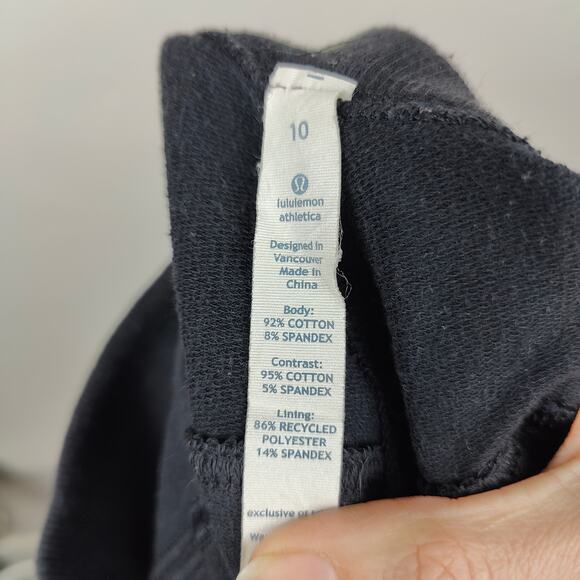 10
lululemon
athletica
Designed in
Vancouver
Made in
China
Body:
92% COTTON
8% SPANDEX
Contrast:
95% COTTON
5% SPANDEX
Lining:
86% RECYCLED
POLYESTER
14% SPANDEX
exclusive of